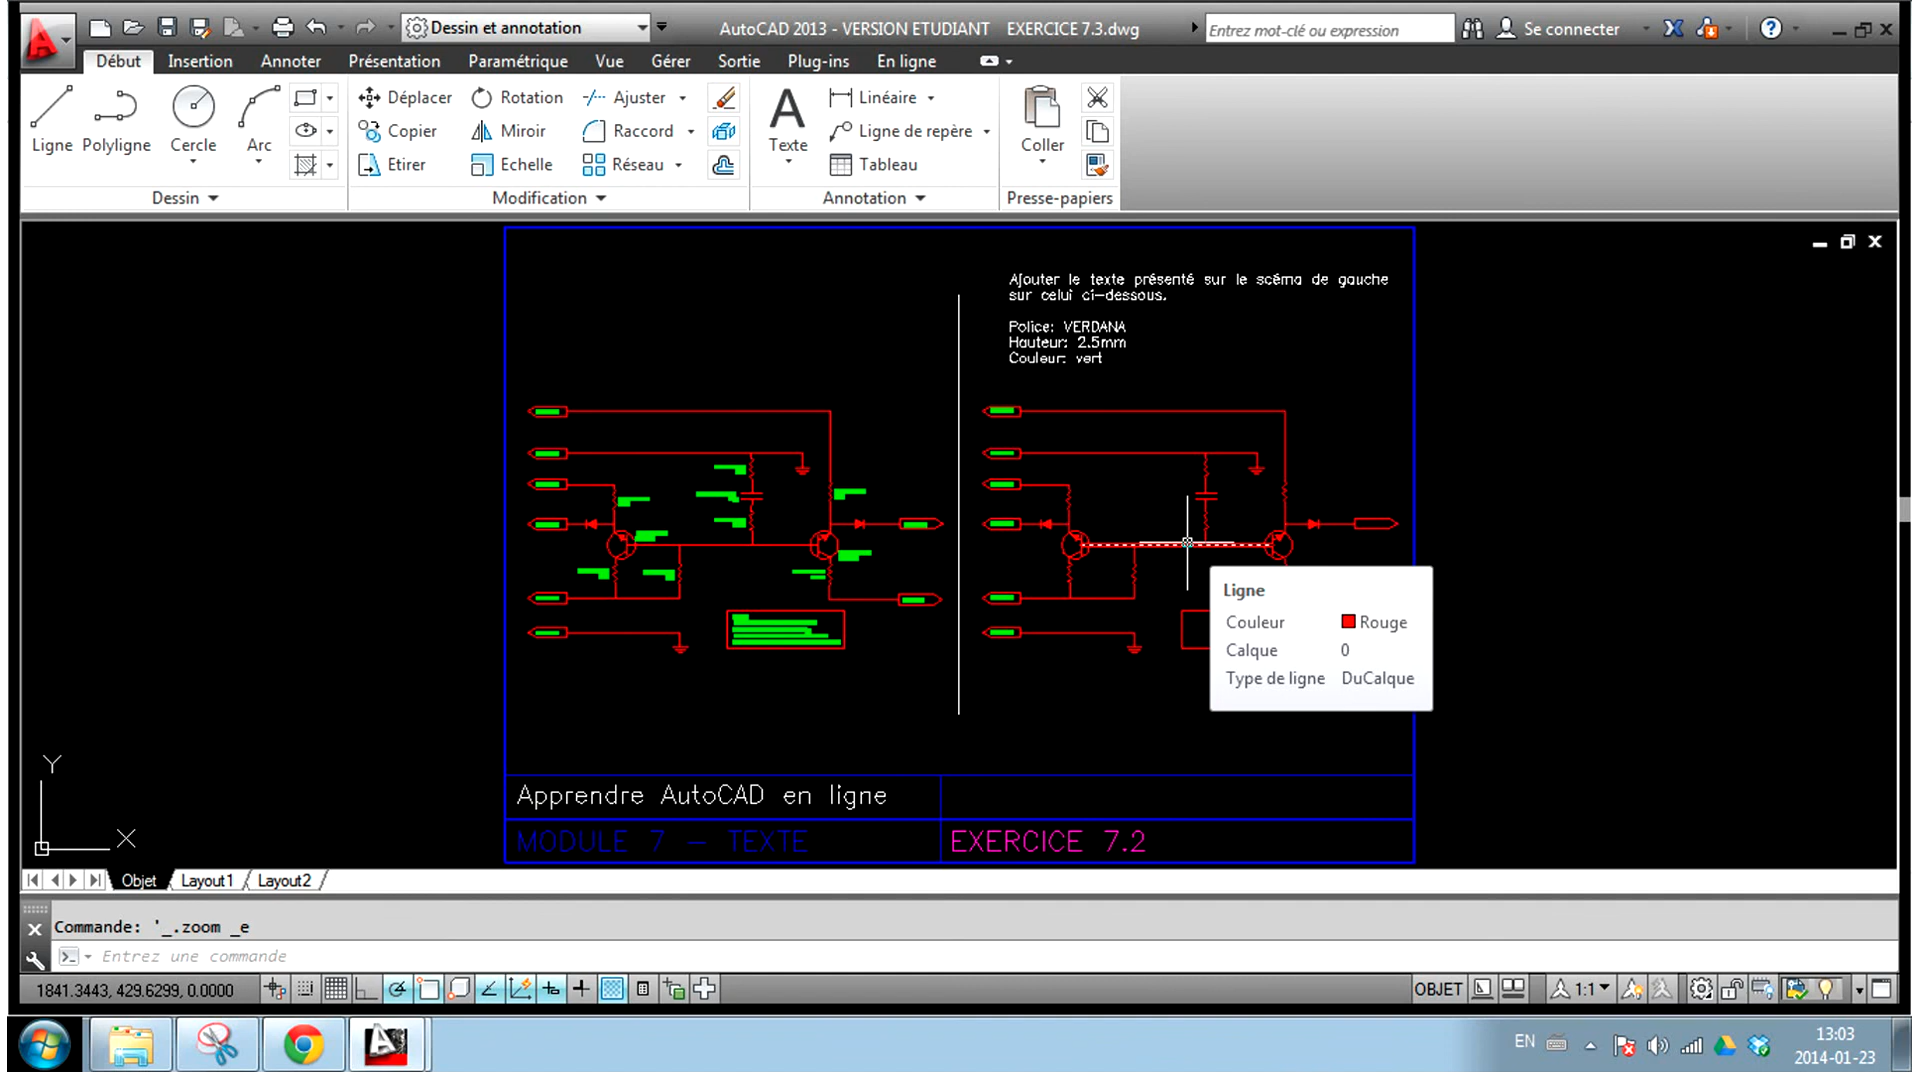 Dessin et annotation
AutoCAD 2013 - VERSION ETUDIANT EXERCICE 7.3.dwg
Entrez mot-clé ou expression
Se connecter
Début Insertion Annoter Présentation Paramétrique Vue Gérer Sortie Plug-ins En ligne
Ligne Polyligne Cercle Arc
Déplacer Rotation Ajuster
Copier Miroir Raccord
Etirer Echelle Réseau
Texte
Linéaire
Ligne de repère
Tableau
Coller
Dessin Modification Annotation Presse-papiers
Ajouter le texte présenté sur le scéma de gauche
sur celui ci-dessous.
Police: VERDANA
Hauteur: 2.5mm
Couleur: vert
Ligne
Couleur Rouge
Calque 0
Type de ligne DuCalque
Apprendre AutoCAD en ligne
MODULE 7 - TEXTE EXERCICE 7.2
Y
X
Objet Layout1 Layout2
Commande: '_.zoom _e
Entrez une commande
1841.3443, 429.6299, 0.0000
OBJET 1:1
EN
13:03
2014-01-23